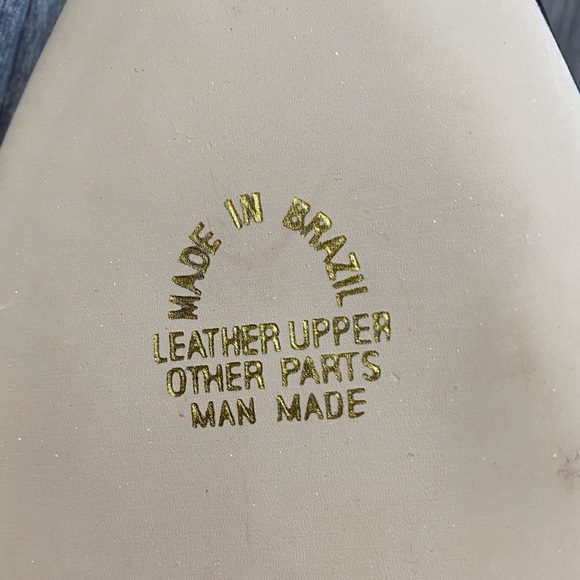 MADE IN BRAZIL
LEATHER UPPER
OTHER PARTS
MAN MADE